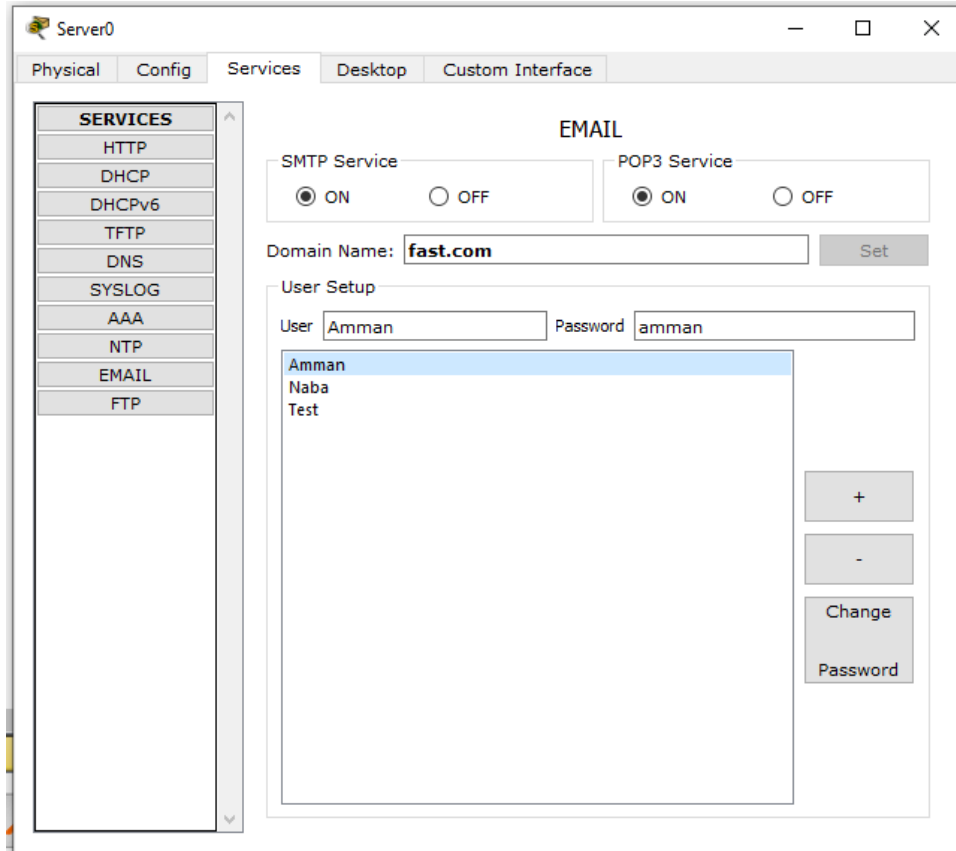 Server0
Physical Config Services Desktop Custom Interface
SERVICES
HTTP
DHCP
DHCPv6
TFTP
DNS
SYSLOG
AAA
NTP
EMAIL
FTP
EMAIL
SMTP Service
ON OFF
POP3 Service
ON OFF
Domain Name: fast.com Set
User Setup
User Amman Password amman
Amman
Naba
Test
+
-
Change
Password